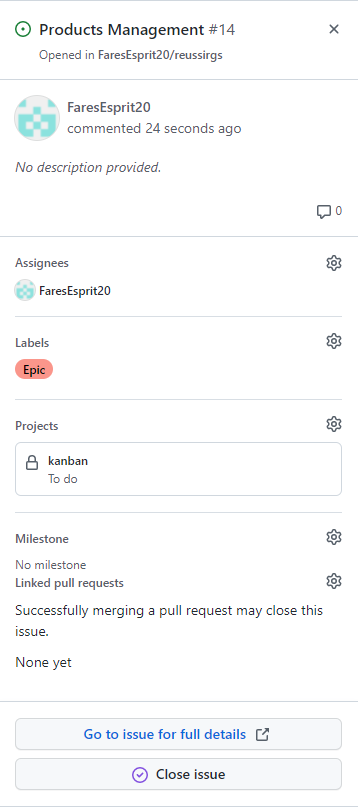 Products Management #14
Opened in FaresEsprit20/reussirgs
FaresEsprit20
commented 24 seconds ago
No description provided.
0
Assignees
FaresEsprit20
Labels
Epic
Projects
kanban
To do
Milestone
No milestone
Linked pull requests
Successfully merging a pull request may close this
issue.
None yet
Go to issue for full details
Close issue